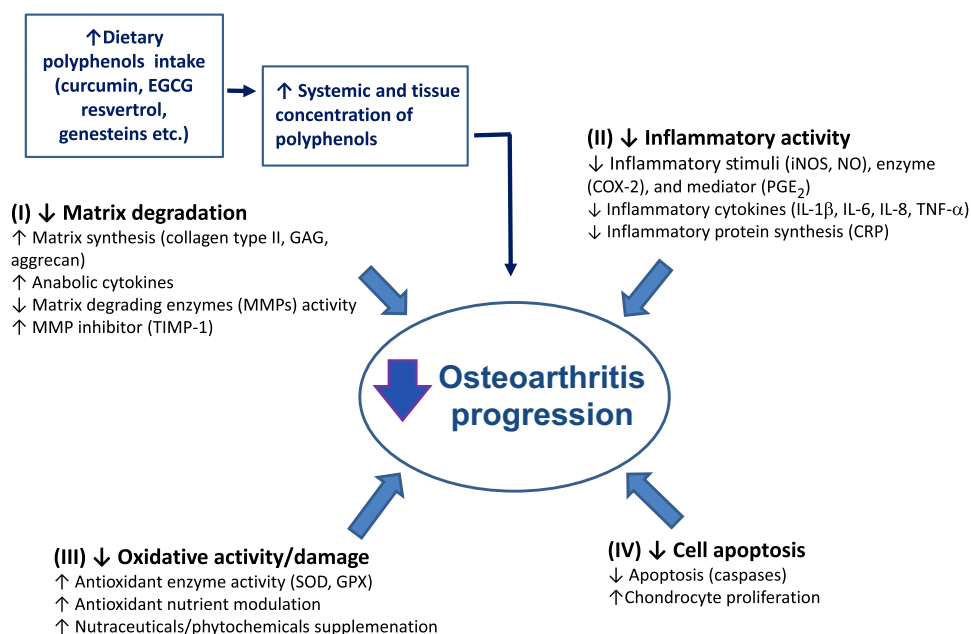 ↑Dietary
polyphenols intake
(curcumin, EGCG
resvertrol,
genesteins etc.)
↑ Systemic and tissue
concentration of
polyphenols
(I) ↓ Matrix degradation
↑ Matrix synthesis (collagen type II, GAG,
aggrecan)
↑ Anabolic cytokines
↓ Matrix degrading enzymes (MMPs) activity
↑ MMP inhibitor (TIMP-1)
(II) ↓ Inflammatory activity
↓ Inflammatory stimuli (iNOS, NO), enzyme
(COX-2), and mediator (PGE₂)
↓ Inflammatory cytokines (IL-1β, IL-6, IL-8, TNF-α)
↓ Inflammatory protein synthesis (CRP)
Osteoarthritis
progression
(III) ↓ Oxidative activity/damage
↑ Antioxidant enzyme activity (SOD, GPX)
↑ Antioxidant nutrient modulation
↑ Nutraceuticals/phytochemicals supplemenation
(IV) ↓ Cell apoptosis
↓ Apoptosis (caspases)
↑Chondrocyte proliferation